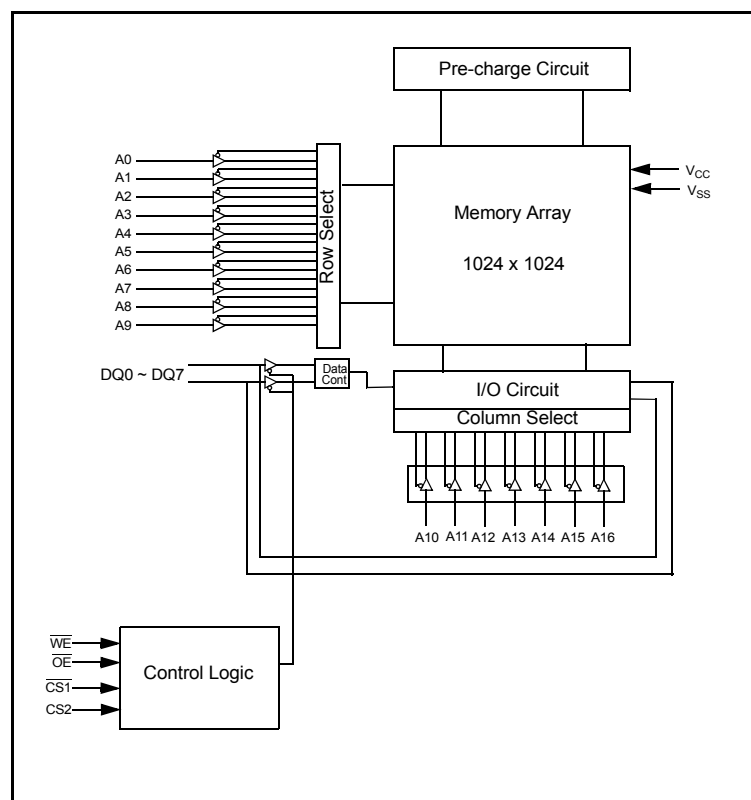 Pre-charge Circuit
A0
A1
A2
A3
A4
A5
A6
A7
A8
A9
Row Select
Memory Array
1024 x 1024
VCC
VSS
DQ0 ~ DQ7
Data
Cont
I/O Circuit
Column Select
A10 A11 A12 A13 A14 A15 A16
WE
OE
CS1
CS2
Control Logic